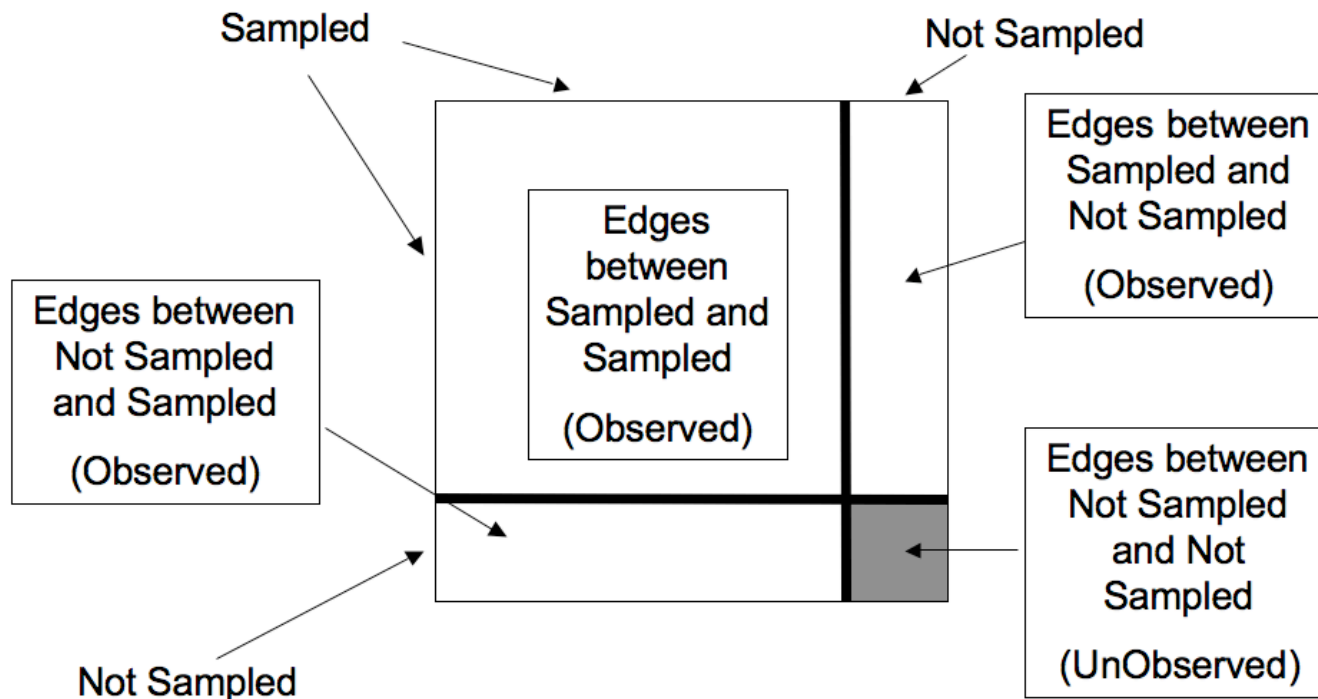 Sampled
Not Sampled
Edges between
Sampled and
Not Sampled
(Observed)
Edges
between
Sampled and
Sampled
(Observed)
Edges between
Not Sampled
and Sampled
(Observed)
Edges between
Not Sampled
and Not
Sampled
(UnObserved)
Not Sampled